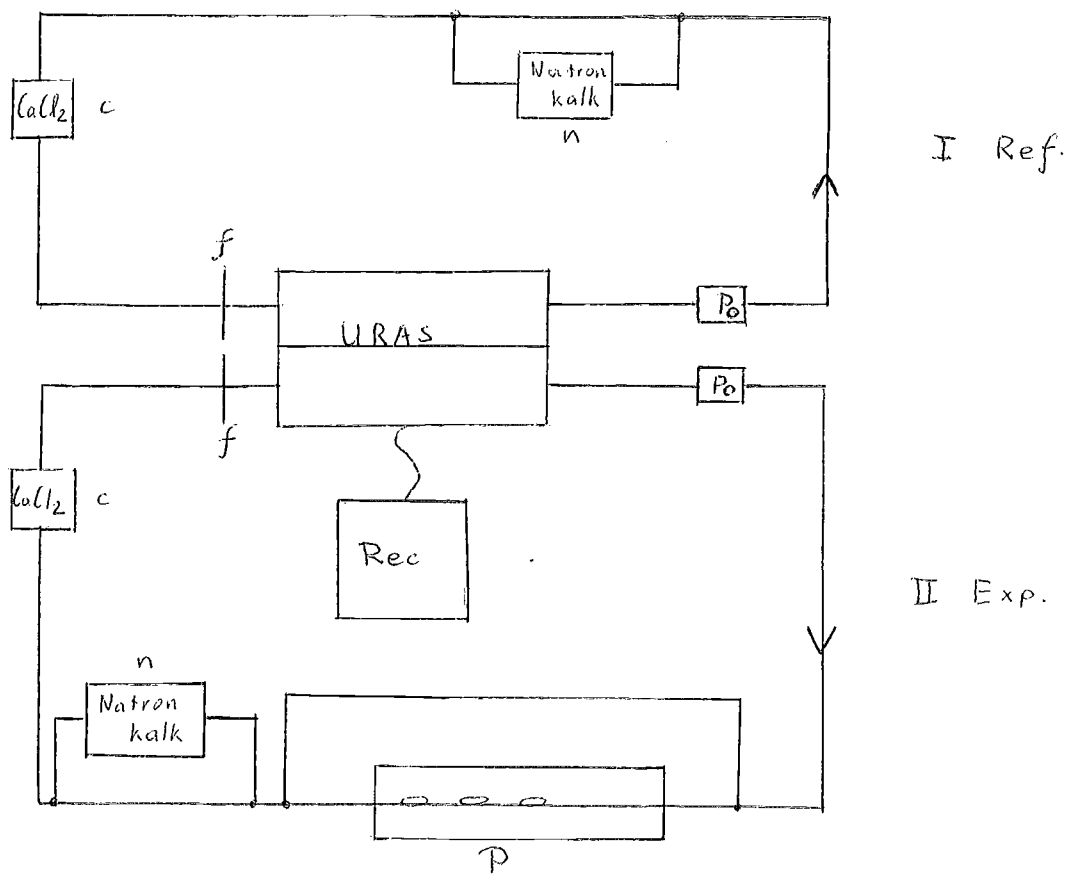 Natron
kalk
n
CaCl₂ c
I Ref.
f
P₀
URAS
P₀
f
CaCl₂ c
Rec
II Exp.
n
Natron
kalk
P